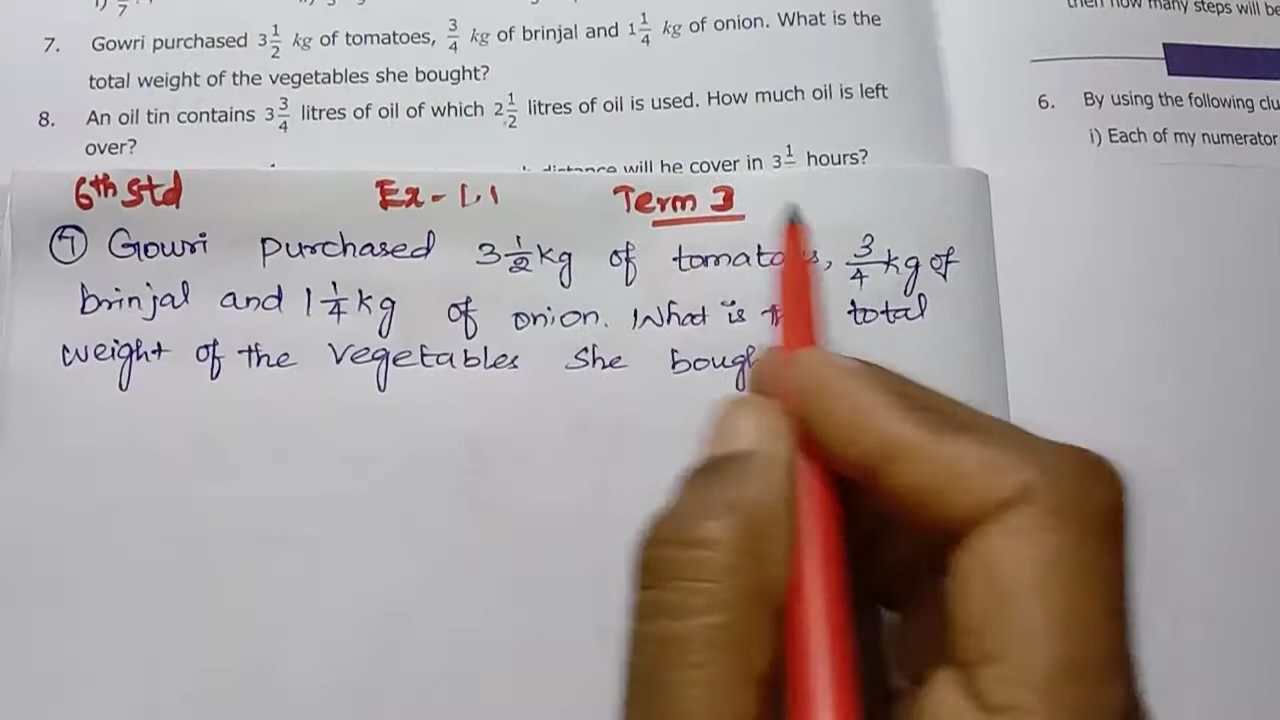 7
7. Gowri purchased 3 1/2 kg of tomatoes, 3/4 kg of brinjal and 1 1/4 kg of onion. What is the
total weight of the vegetables she bought?
8. An oil tin contains 3 3/4 litres of oil of which 2 1/2 litres of oil is used. How much oil is left
over?
distance will he cover in 3 1 hours?
then how many steps will be
6. By using the following clu
i) Each of my numerator
6th Std Ex - 1.1 Term 3
7 Gowri purchased 3 1/2 kg of tomato s, 3/4 kg of
brinjal and 1 1/4 kg of onion. What is total
weight of the vegetables she bough